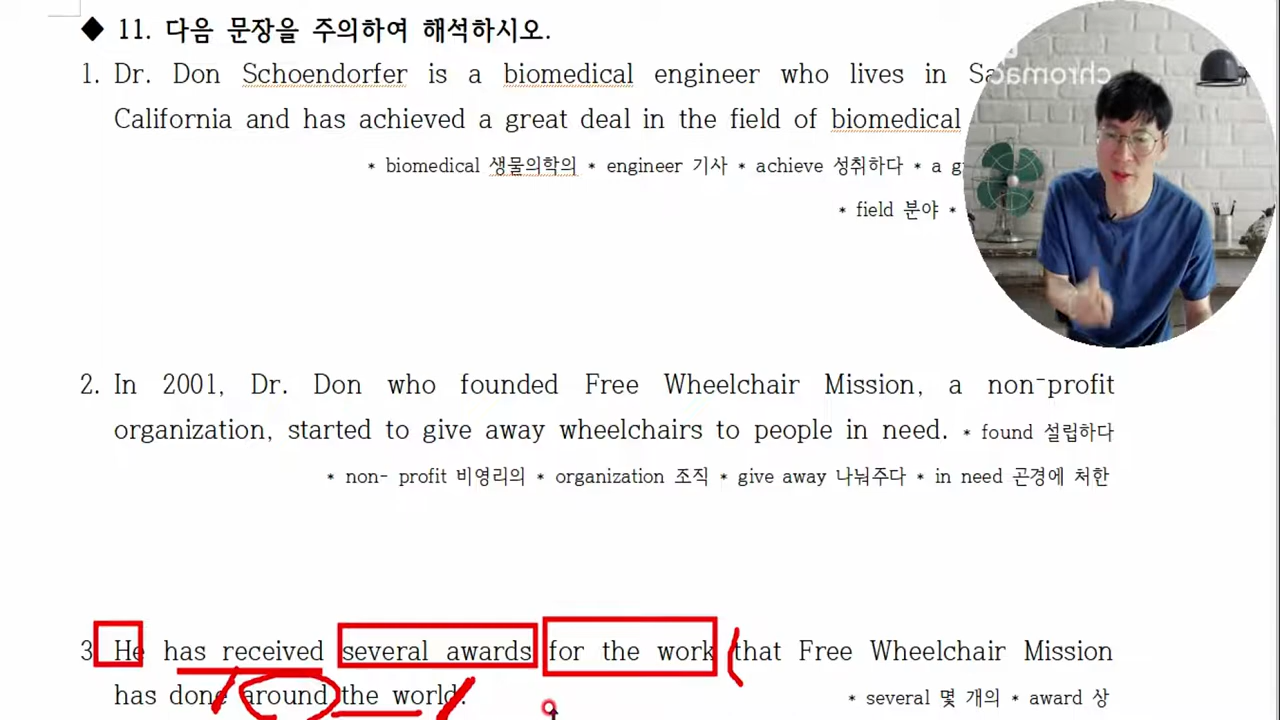 ◆ 11. 다음 문장을 주의하여 해석하시오.
1. Dr. Don Schoendorfer is a biomedical engineer who lives in
California and has achieved a great deal in the field of biomedical
* biomedical 생물의학의 * engineer 기사 * achieve 성취하다 * a
* field 분야 *
2. In 2001, Dr. Don who founded Free Wheelchair Mission, a non-profit
organization, started to give away wheelchairs to people in need. * found 설립하다
* non- profit 비영리의 * organization 조직 * give away 나눠주다 * in need 곤경에 처한
3 He has received several awards for the work that Free Wheelchair Mission
has done around the world.
* several 몇 개의 * award 상